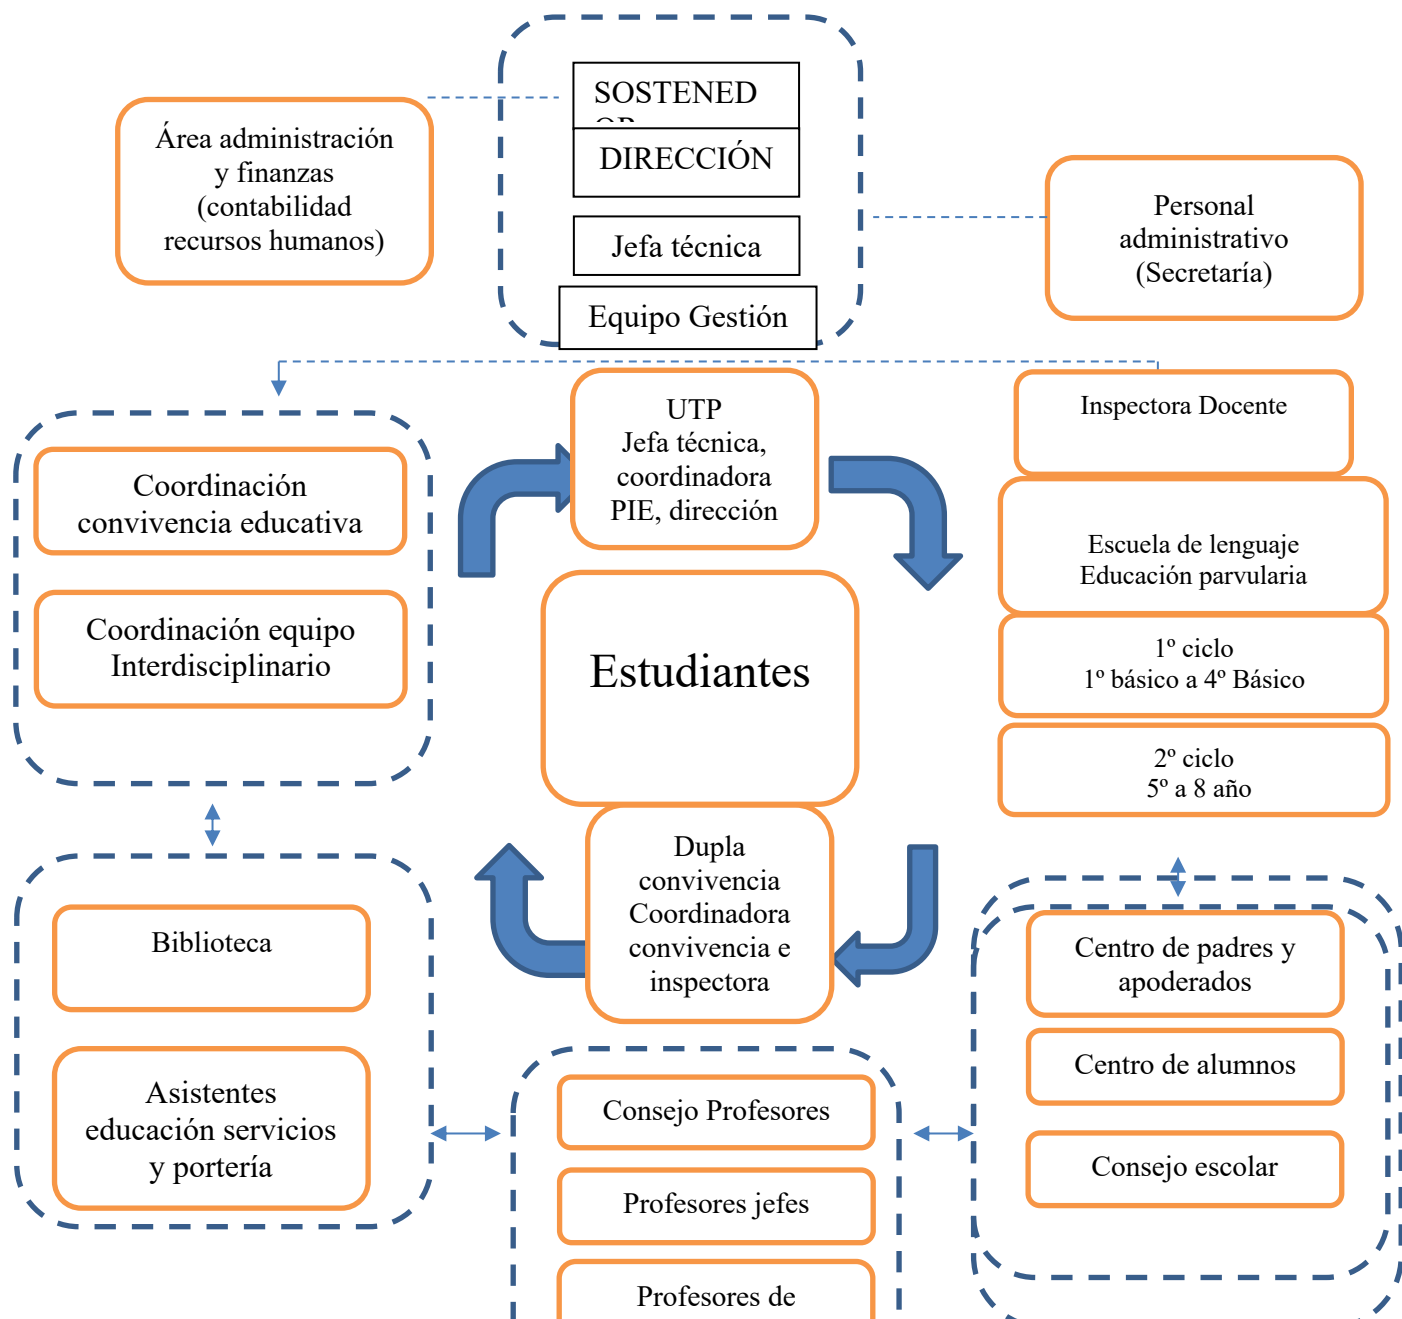 SOSTENED
DIRECCIÓN
Jefa técnica
Equipo Gestión
Área administración
y finanzas
(contabilidad
recursos humanos)
Personal
administrativo
(Secretaría)
UTP
Jefa técnica,
coordinadora
PIE, dirección
Inspectora Docente
Coordinación
convivencia educativa
Coordinación equipo
Interdisciplinario
Escuela de lenguaje
Educación parvularia
1º ciclo
1º básico a 4º Básico
2º ciclo
5º a 8 año
Estudiantes
Dupla
convivencia
Coordinadora
convivencia e
inspectora
Biblioteca
Asistentes
educación servicios
y portería
Centro de padres y
apoderados
Centro de alumnos
Consejo escolar
Consejo Profesores
Profesores jefes
Profesores de